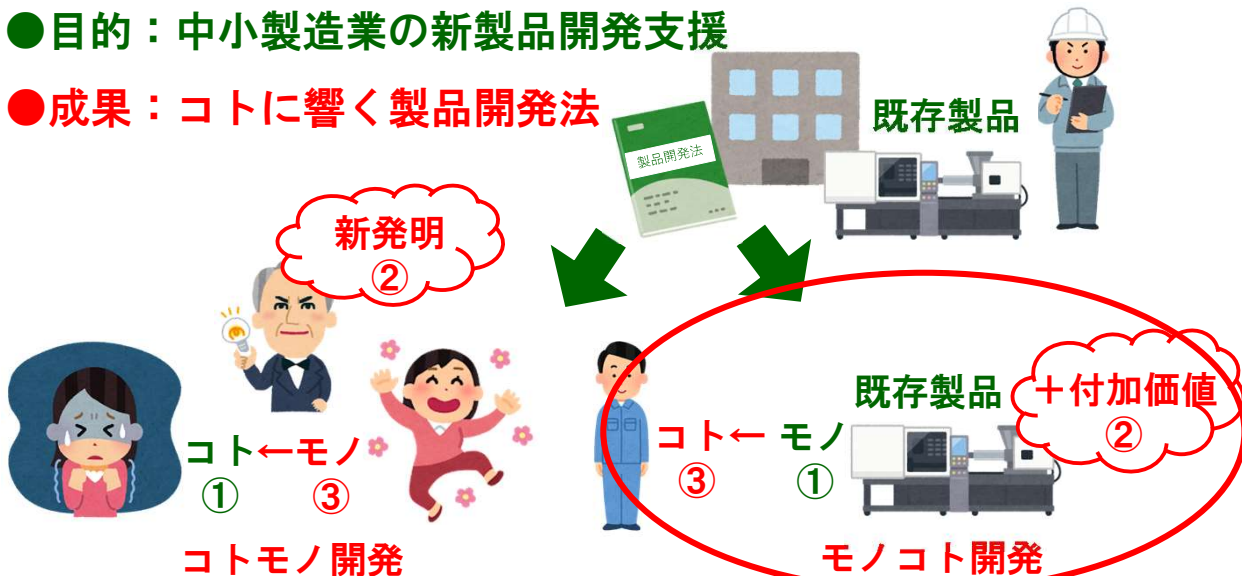 ●目的：中小製造業の新製品開発支援
●成果：コトに響く製品開発法
製品開発法
既存製品
新発明
②
コト←モノ
① ③
コトモノ開発
既存製品
＋付加価値
②
コト← モノ
③ ①
モノコト開発